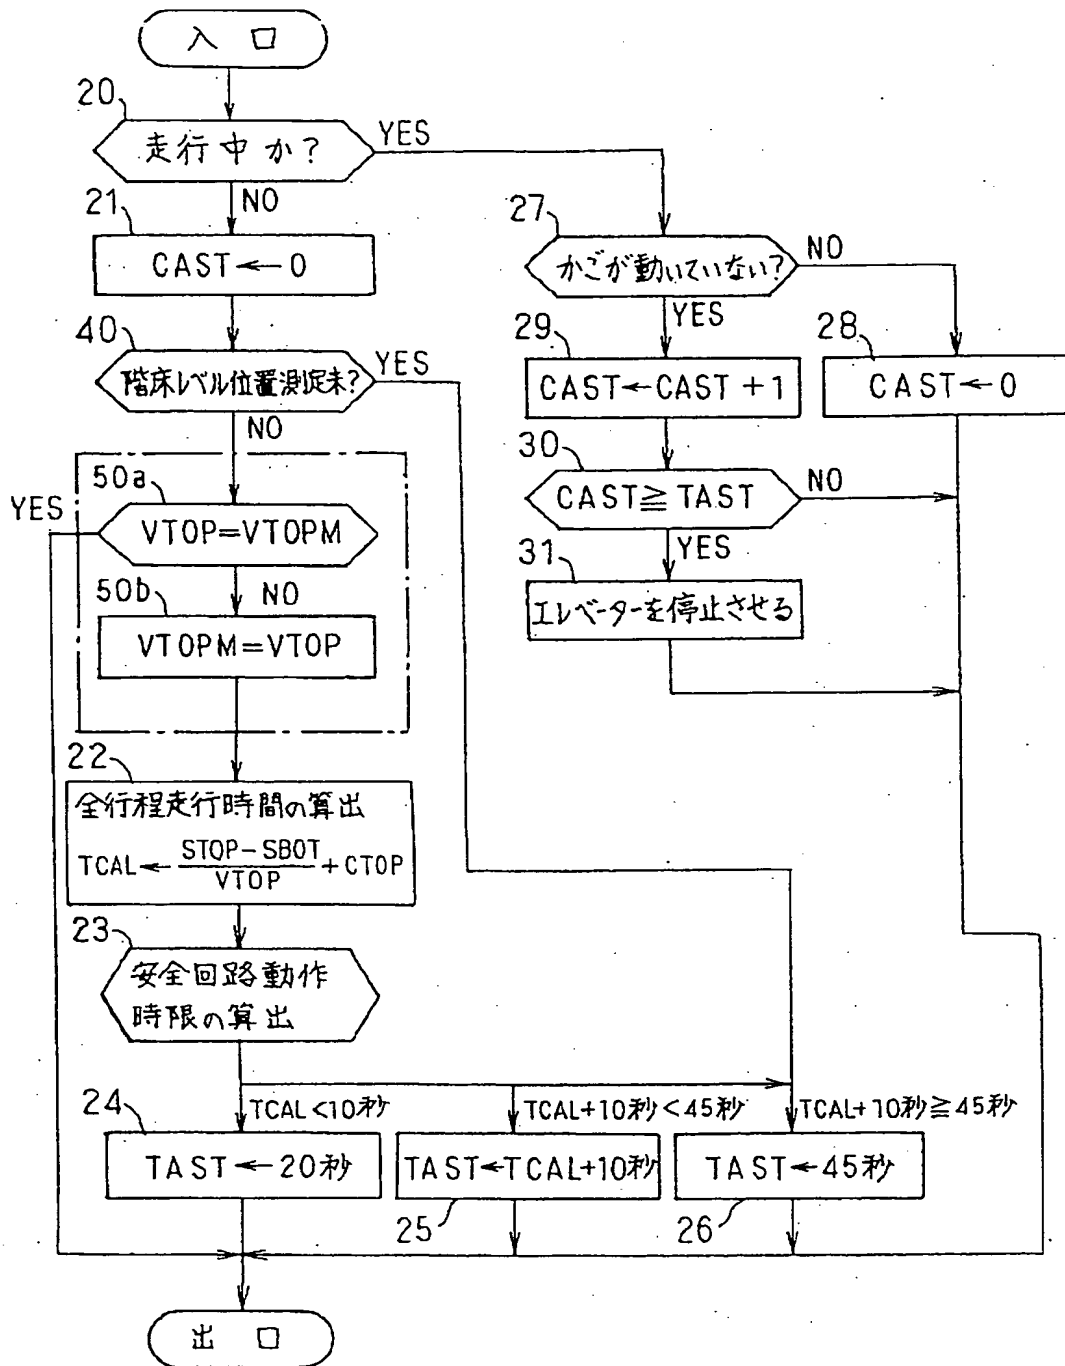 入口
20
走行中か?
YES
NO
21
CAST←0
40
階床レベル位置測定未?
YES
NO
50a
YES
VTOP=VTOPM
NO
50b
VTOPM=VTOP
22
全行程走行時間の算出
TCAL← STOP-SBOT / VTOP + CTOP
23
安全回路動作
時限の算出
24
TCAL<10秒
TAST←20秒
TCAL+10秒<45秒
TAST←TCAL+10秒
25
TCAL+10秒≧45秒
TAST←45秒
26
27
かごが動いていない?
NO
YES
28
CAST←0
29
CAST←CAST+1
30
CAST≧TAST
NO
YES
31
エレベーターを停止させる
出口